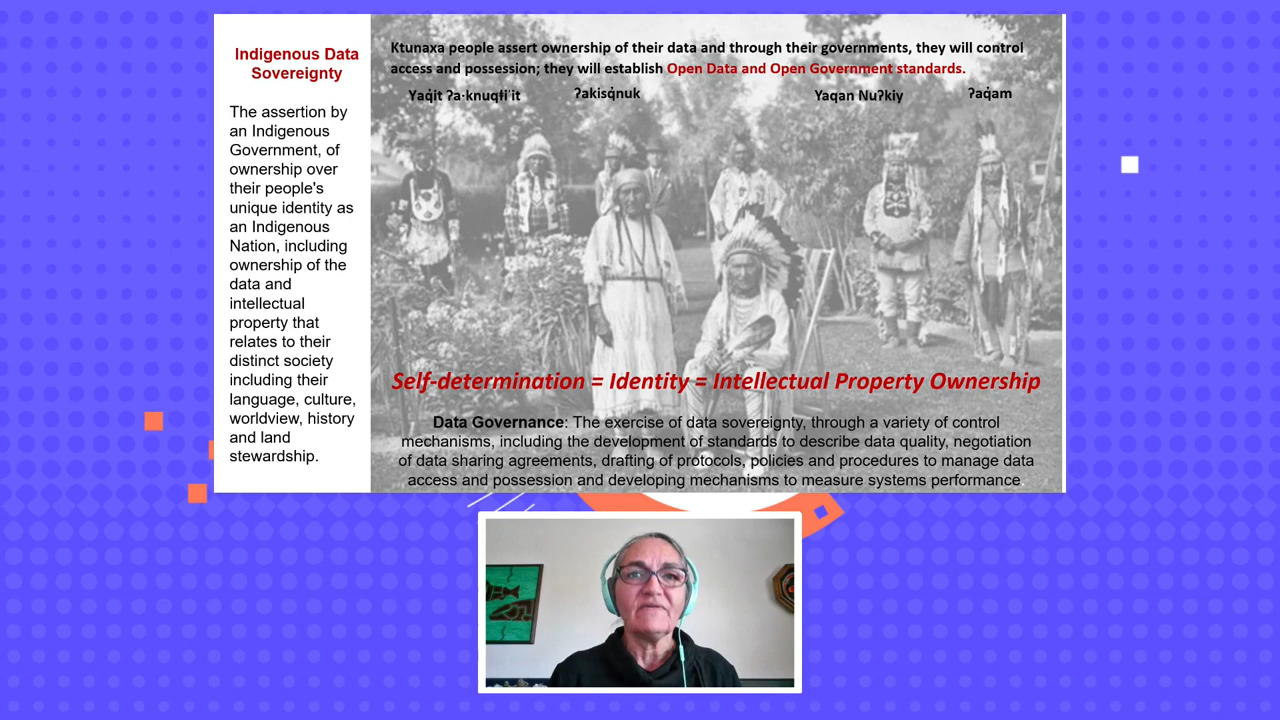 Indigenous Data
Sovereignty
The assertion by
an Indigenous
Government, of
ownership over
their people's
unique identity as
an Indigenous
Nation, including
ownership of the
data and
intellectual
property that
relates to their
distinct society
including their
language, culture,
worldview, history
and land
stewardship.
Ktunaxa people assert ownership of their data and through their governments, they will control
access and possession; they will establish Open Data and Open Government standards.
Yaq̓it ʔa·knuqⱡi'it ʔakisq̓nuk Yaqan Nuʔkiy ʔaq̓am
Self-determination = Identity = Intellectual Property Ownership
Data Governance: The exercise of data sovereignty, through a variety of control
mechanisms, including the development of standards to describe data quality, negotiation
of data sharing agreements, drafting of protocols, policies and procedures to manage data
access and possession and developing mechanisms to measure systems performance.